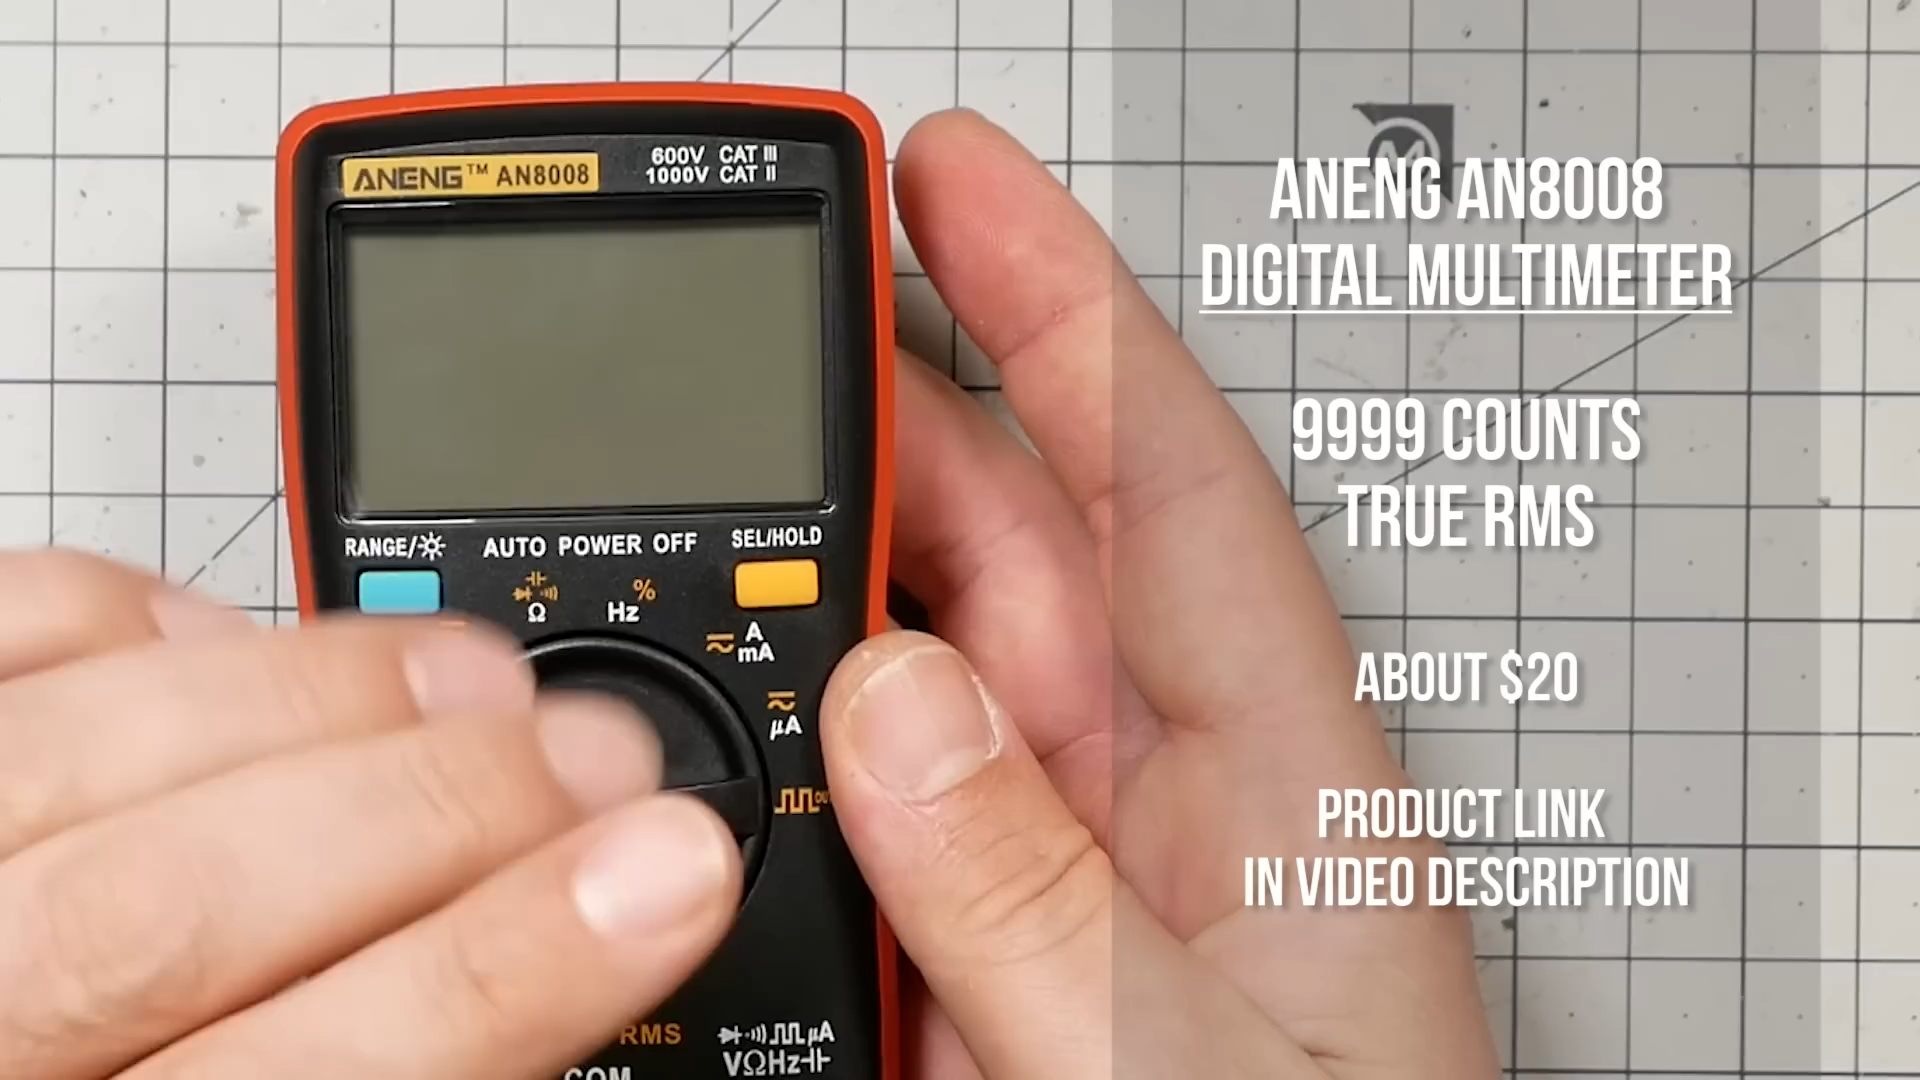 ANENG™ AN8008
600V CAT III
1000V CAT II
RANGE/
AUTO POWER OFF
SEL/HOLD
%
Ω
Hz
A
mA
μA
RMS
μA
VΩHz
COM
ANENG AN8008
DIGITAL MULTIMETER
9999 COUNTS
TRUE RMS
ABOUT $20
PRODUCT LINK
IN VIDEO DESCRIPTION